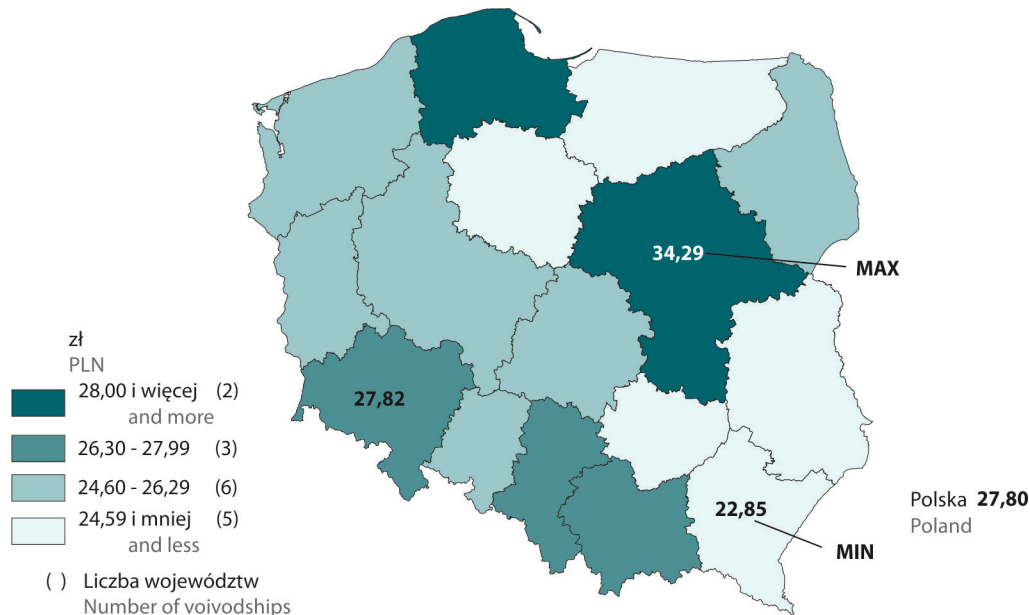 34,29
MAX
zł
PLN
28,00 i więcej (2)
and more
27,82
26,30 - 27,99 (3)
24,60 - 26,29 (6)
24,59 i mniej (5)
and less
22,85
MIN
Polska 27,80
Poland
( ) Liczba województw
Number of voivodships